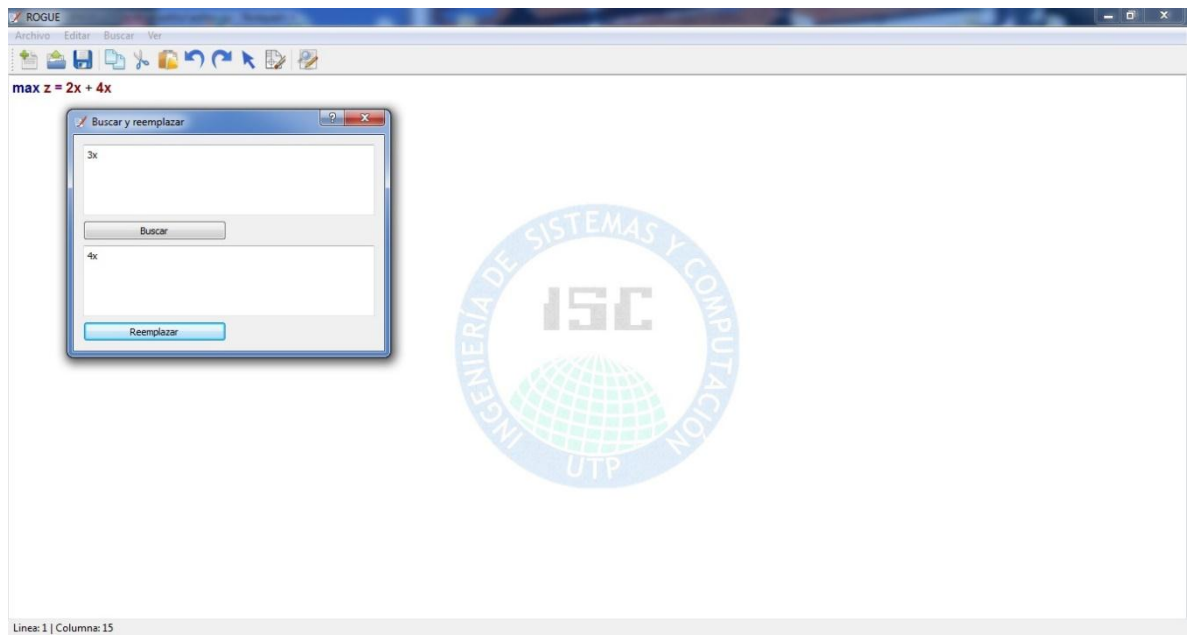 ROGUE
Archivo Editar Buscar Ver
max z = 2x + 4x
Buscar y reemplazar
3x
Buscar
4x
Reemplazar
INGENIERÍA DE SISTEMAS Y COMPUTACIÓN
ISC
UTP
Linea: 1 | Columna: 15